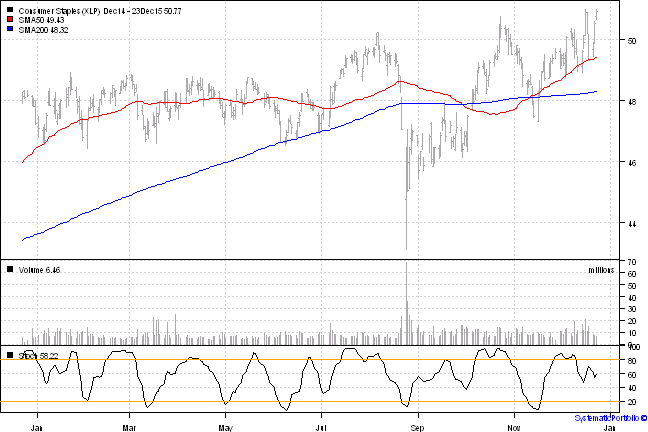 Consumer Staples (XLP) Dec14 - 23Dec15 50.77
SMA50 49.43
SMA200 48.32
50
48
46
44
Volume 6.46
millions
70
60
50
40
30
20
10
0
Stoch 58.22
100
80
60
40
20
Jan Mar May Jul Sep Nov Jan
SystematicPortfolio ©